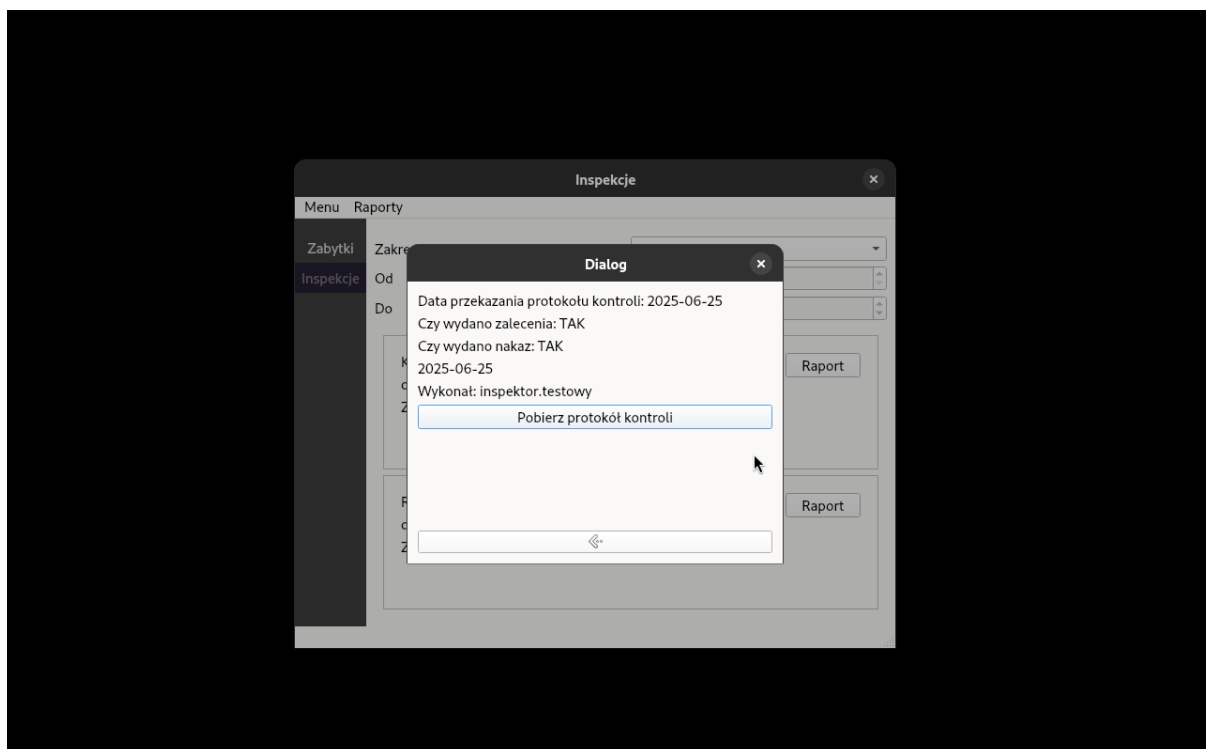 Inspekcje
Menu Raporty
Zabytki
Inspekcje
Od
Do
Raport
Raport
Dialog
Data przekazania protokołu kontroli: 2025-06-25
Czy wydano zalecenia: TAK
Czy wydano nakaz: TAK
2025-06-25
Wykonał: inspektor.testowy
Pobierz protokół kontroli